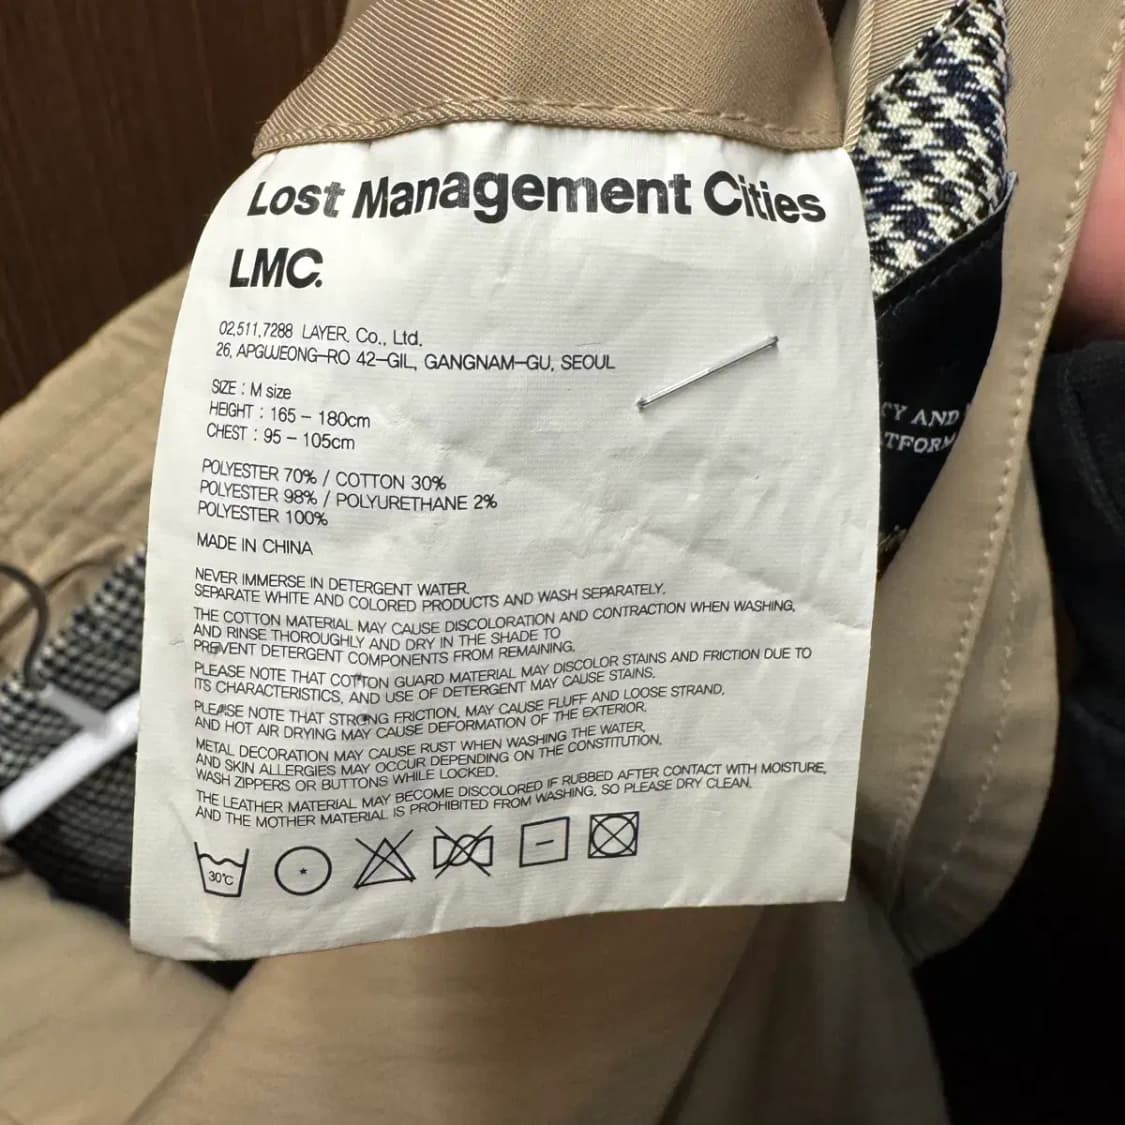 Lost Management Cities
LMC.
02.511.7288 LAYER. Co., Ltd.
26, APGUJEONG-RO 42-GIL, GANGNAM-GU, SEOUL
SIZE : M size
HEIGHT : 165 - 180cm
CHEST : 95 - 105cm
POLYESTER 70% / COTTON 30%
POLYESTER 98% / POLYURETHANE 2%
POLYESTER 100%
MADE IN CHINA
NEVER IMMERSE IN DETERGENT WATER.
SEPARATE WHITE AND COLORED PRODUCTS AND WASH SEPARATELY.
THE COTTON MATERIAL MAY CAUSE DISCOLORATION AND CONTRACTION WHEN WASHING,
AND RINSE THOROUGHLY AND DRY IN THE SHADE TO
PREVENT DETERGENT COMPONENTS FROM REMAINING.
PLEASE NOTE THAT COTTON GUARD MATERIAL MAY DISCOLOR STAINS AND FRICTION DUE TO
ITS CHARACTERISTICS, AND USE OF DETERGENT MAY CAUSE STAINS.
PLEASE NOTE THAT STRONG FRICTION, MAY CAUSE FLUFF AND LOOSE STRAND,
AND HOT AIR DRYING MAY CAUSE DEFORMATION OF THE EXTERIOR.
METAL DECORATION MAY CAUSE RUST WHEN WASHING THE WATER,
AND SKIN ALLERGIES MAY OCCUR DEPENDING ON THE CONSTITUTION,
WASH ZIPPERS OR BUTTONS WHILE LOCKED.
THE LEATHER MATERIAL MAY BECOME DISCOLORED IF RUBBED AFTER CONTACT WITH MOISTURE,
AND THE MOTHER MATERIAL IS PROHIBITED FROM WASHING, SO PLEASE DRY CLEAN.
30°C
CY AND
ATFORM